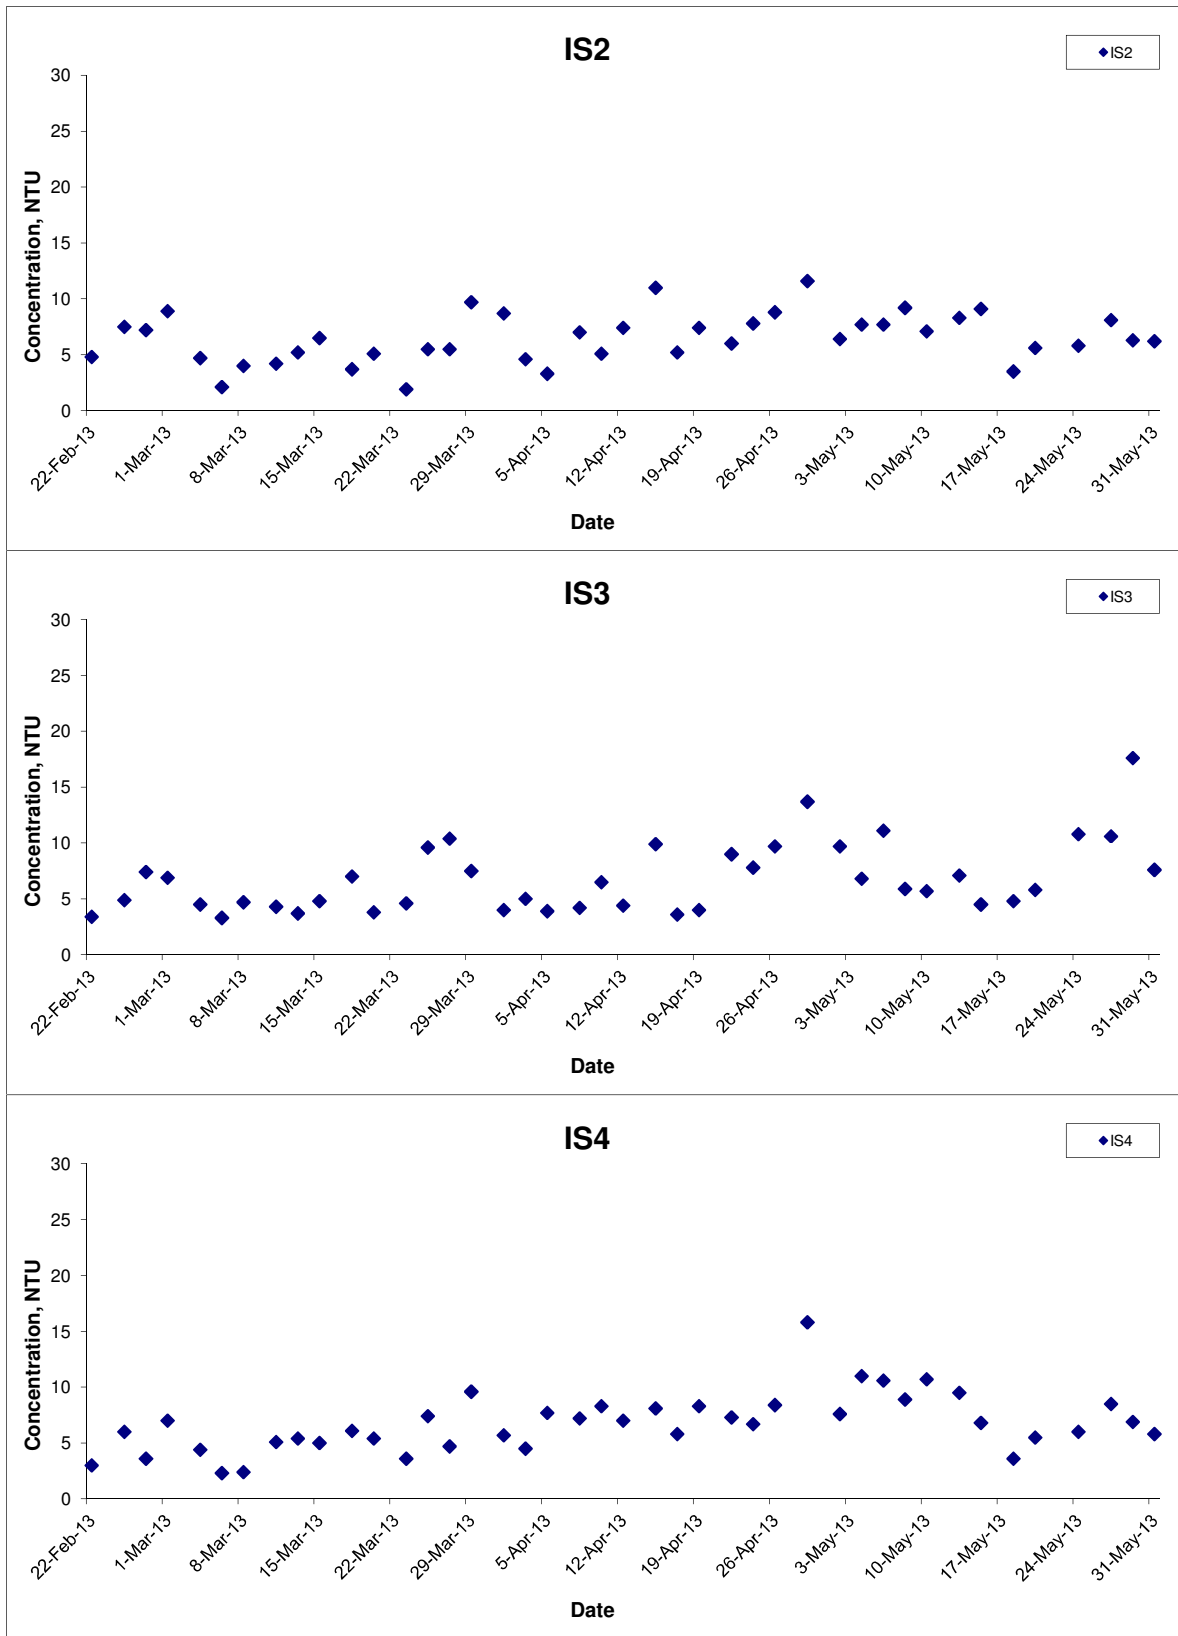 IS2
IS2
30
25
20
15
10
5
0
Concentration, NTU
22-Feb-13
1-Mar-13
8-Mar-13
15-Mar-13
22-Mar-13
29-Mar-13
5-Apr-13
12-Apr-13
19-Apr-13
26-Apr-13
3-May-13
10-May-13
17-May-13
24-May-13
31-May-13
Date
IS3
IS3
30
25
20
15
10
5
0
Concentration, NTU
22-Feb-13
1-Mar-13
8-Mar-13
15-Mar-13
22-Mar-13
29-Mar-13
5-Apr-13
12-Apr-13
19-Apr-13
26-Apr-13
3-May-13
10-May-13
17-May-13
24-May-13
31-May-13
Date
IS4
IS4
30
25
20
15
10
5
0
Concentration, NTU
22-Feb-13
1-Mar-13
8-Mar-13
15-Mar-13
22-Mar-13
29-Mar-13
5-Apr-13
12-Apr-13
19-Apr-13
26-Apr-13
3-May-13
10-May-13
17-May-13
24-May-13
31-May-13
Date